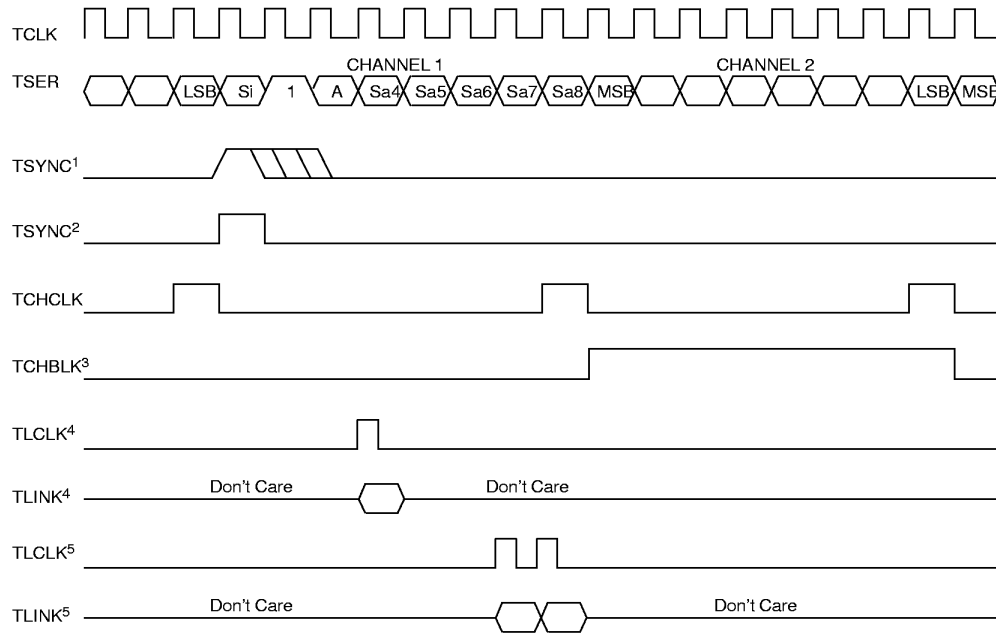 TCLK
CHANNEL 1 CHANNEL 2
TSER LSB Si 1 A Sa4 Sa5 Sa6 Sa7 Sa8 MSB LSB MSB
TSYNC1
TSYNC2
TCHCLK
TCHBLK3
TLCLK4
Don't Care Don't Care
TLINK4
TLCLK5
Don't Care Don't Care
TLINK5